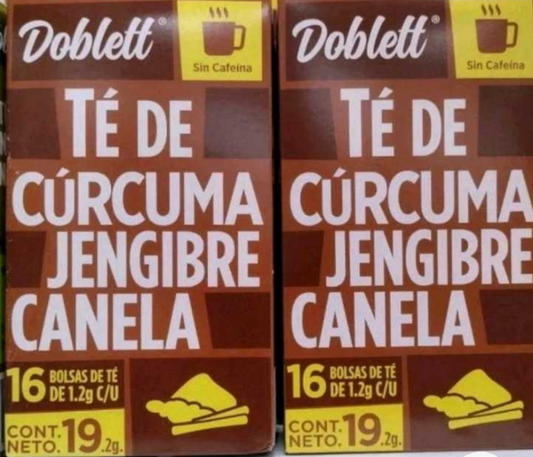 Doblett®
Sin Cafeína
TÉ DE
CÚRCUMA
JENGIBRE
CANELA
16 BOLSAS DE TÉ
DE 1.2g C/U
CONT.
NETO. 19.2g.
Doblett®
Sin Cafeína
TÉ DE
CÚRCUMA
JENGIBRE
CANELA
16 BOLSAS DE TÉ
DE 1.2g C/U
CONT.
NETO. 19.2g.